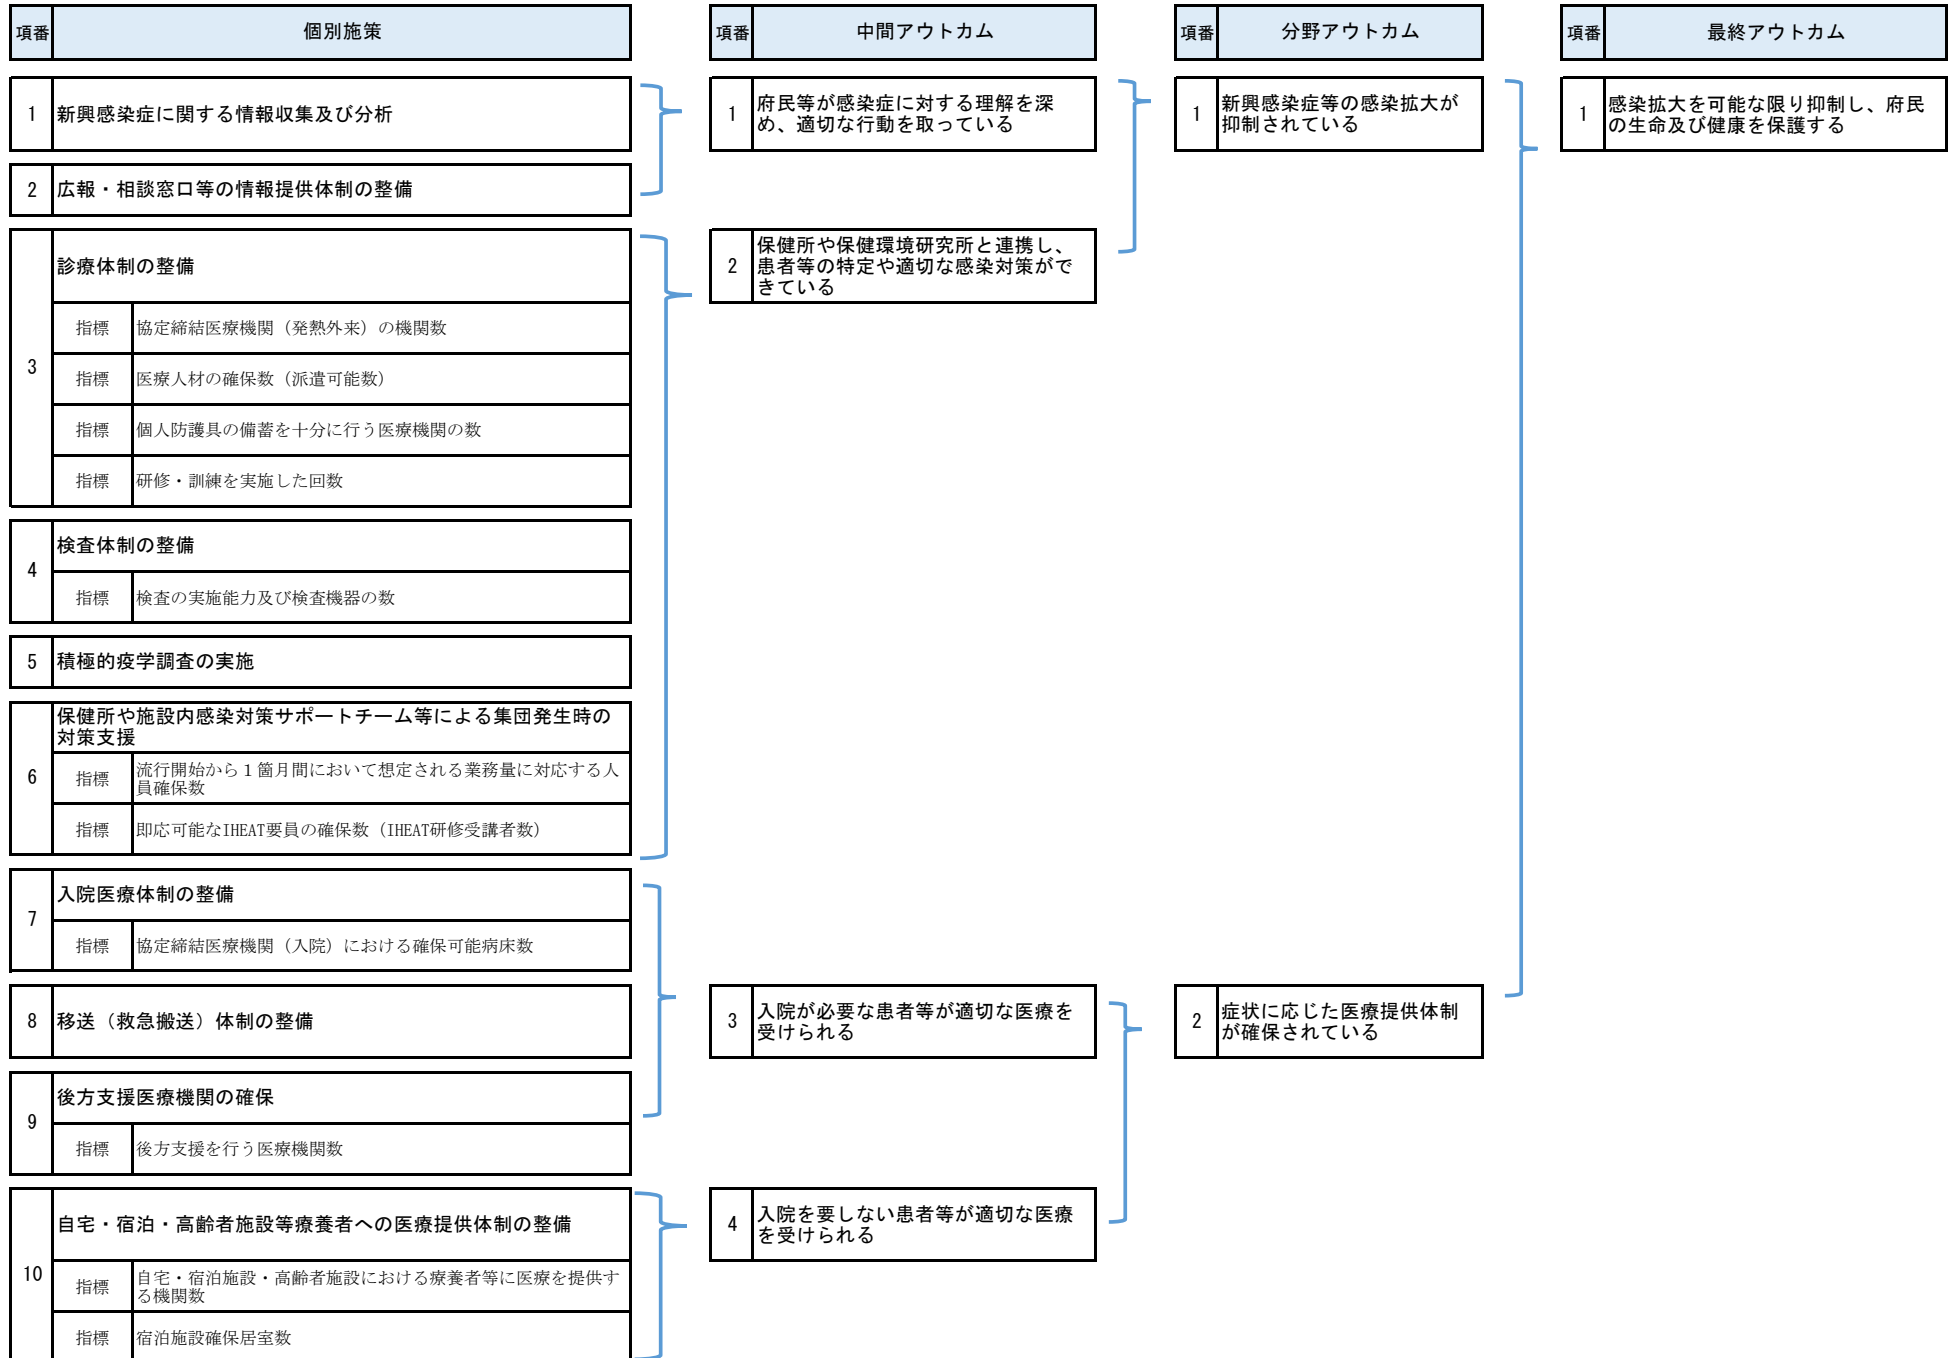 項番 個別施策 項番 中間アウトカム 項番 分野アウトカム 項番 最終アウトカム
1 新興感染症に関する情報収集及び分析
2 広報・相談窓口等の情報提供体制の整備
3 診療体制の整備
指標 協定締結医療機関（発熱外来）の機関数
指標 医療人材の確保数（派遣可能数）
指標 個人防護具の備蓄を十分に行う医療機関の数
指標 研修・訓練を実施した回数
4 検査体制の整備
指標 検査の実施能力及び検査機器の数
5 積極的疫学調査の実施
6 保健所や施設内感染対策サポートチーム等による集団発生時の
対策支援
指標 流行開始から１箇月間において想定される業務量に対応する人
員確保数
指標 即応可能なIHEAT要員の確保数（IHEAT研修受講者数）
7 入院医療体制の整備
指標 協定締結医療機関（入院）における確保可能病床数
8 移送（救急搬送）体制の整備
9 後方支援医療機関の確保
指標 後方支援を行う医療機関数
10 自宅・宿泊・高齢者施設等療養者への医療提供体制の整備
指標 自宅・宿泊施設・高齢者施設における療養者等に医療を提供す
る機関数
指標 宿泊施設確保居室数
1 府民等が感染症に対する理解を深
め、適切な行動を取っている
2 保健所や保健環境研究所と連携し、
患者等の特定や適切な感染対策がで
きている
3 入院が必要な患者等が適切な医療を
受けられる
4 入院を要しない患者等が適切な医療
を受けられる
1 新興感染症等の感染拡大が
抑制されている
2 症状に応じた医療提供体制
が確保されている
1 感染拡大を可能な限り抑制し、府民
の生命及び健康を保護する